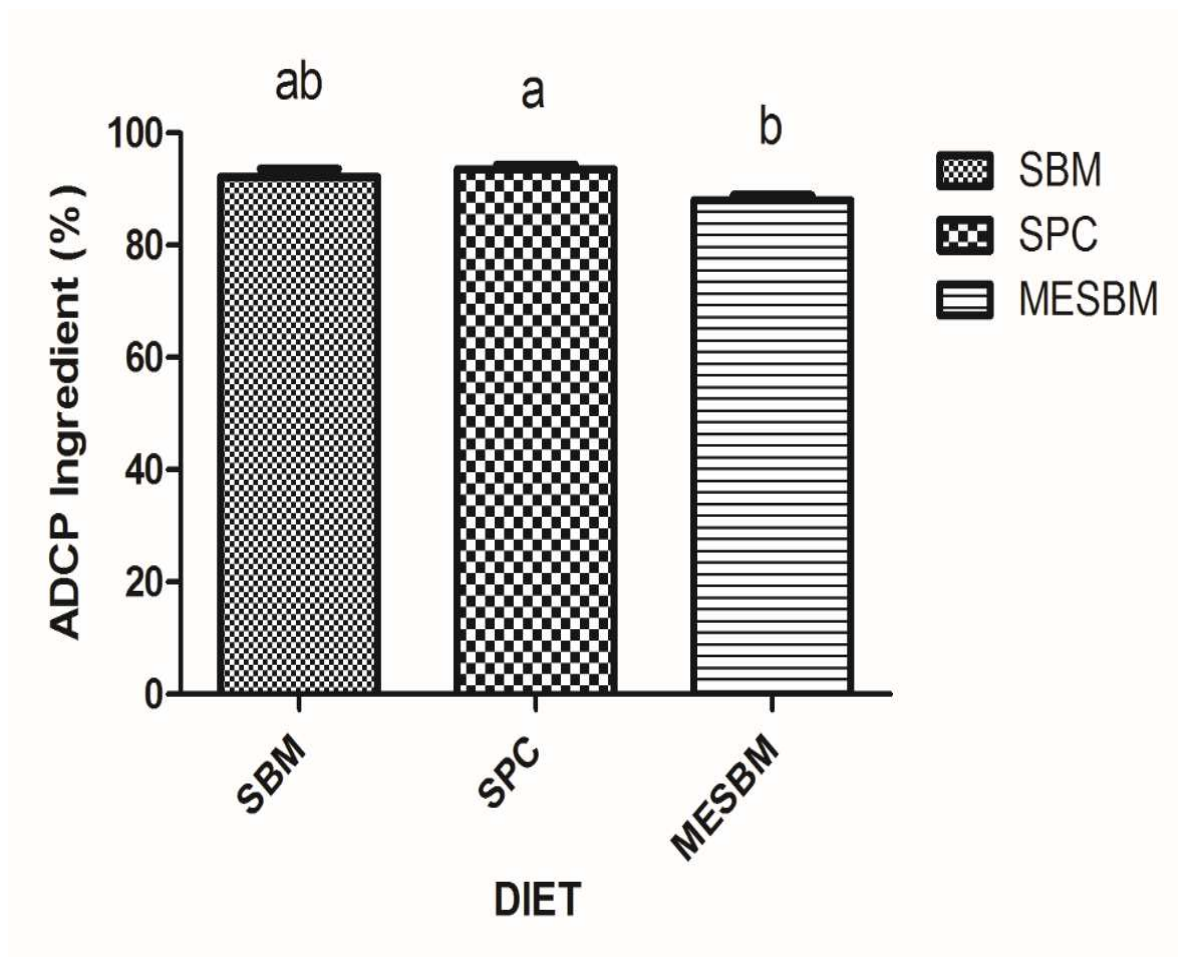 ab
a
b
100
80
60
40
20
0
ADCP Ingredient (%)
SBM
SPC
MESBM
DIET
SBM
SPC
MESBM